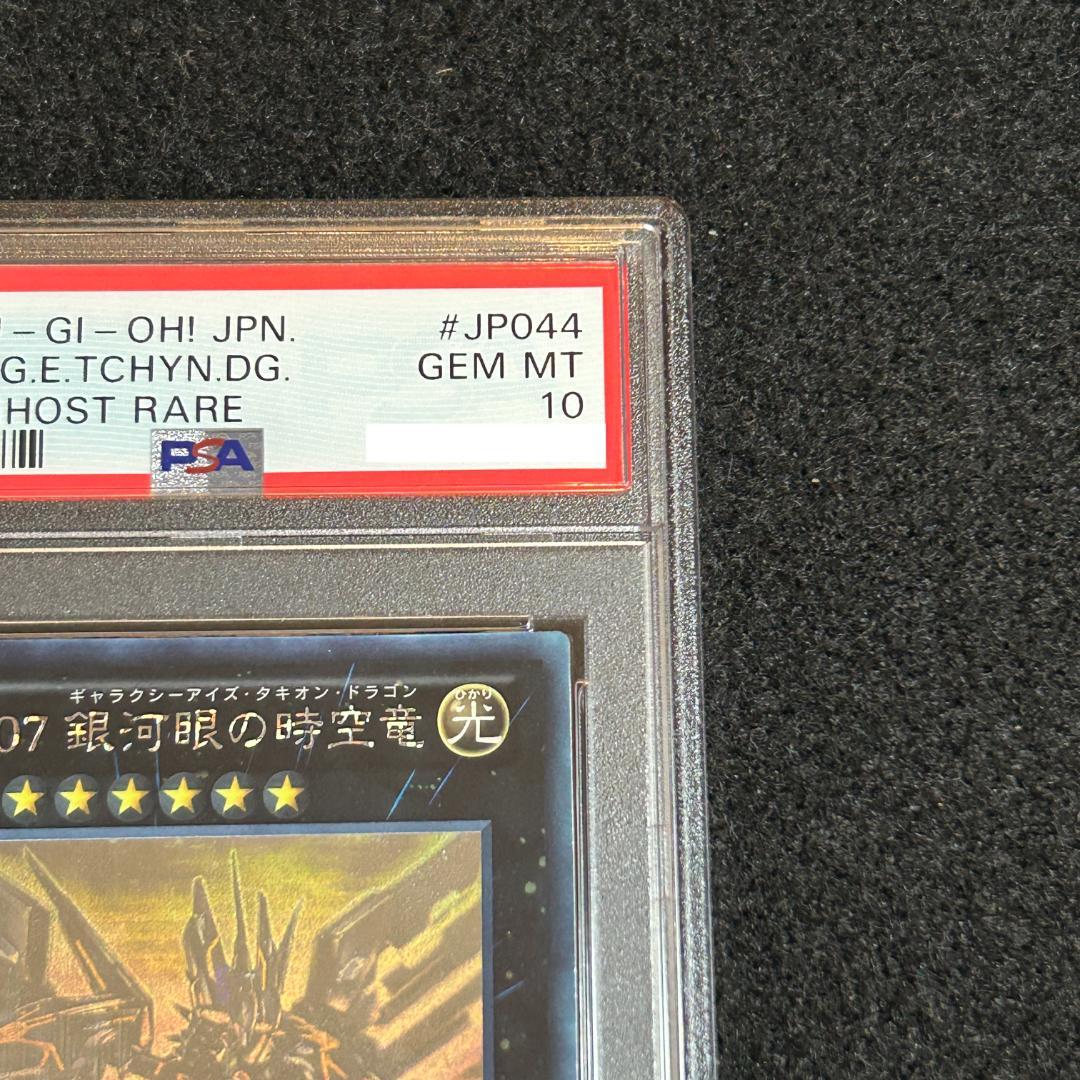 -GI-OH! JPN. #JP044
G.E.TCHYN.DG. GEM MT
HOST RARE 10
PSA
ギャラクシーアイズ・タキオン・ドラゴン
07 銀河眼の時空竜
ひかり
光